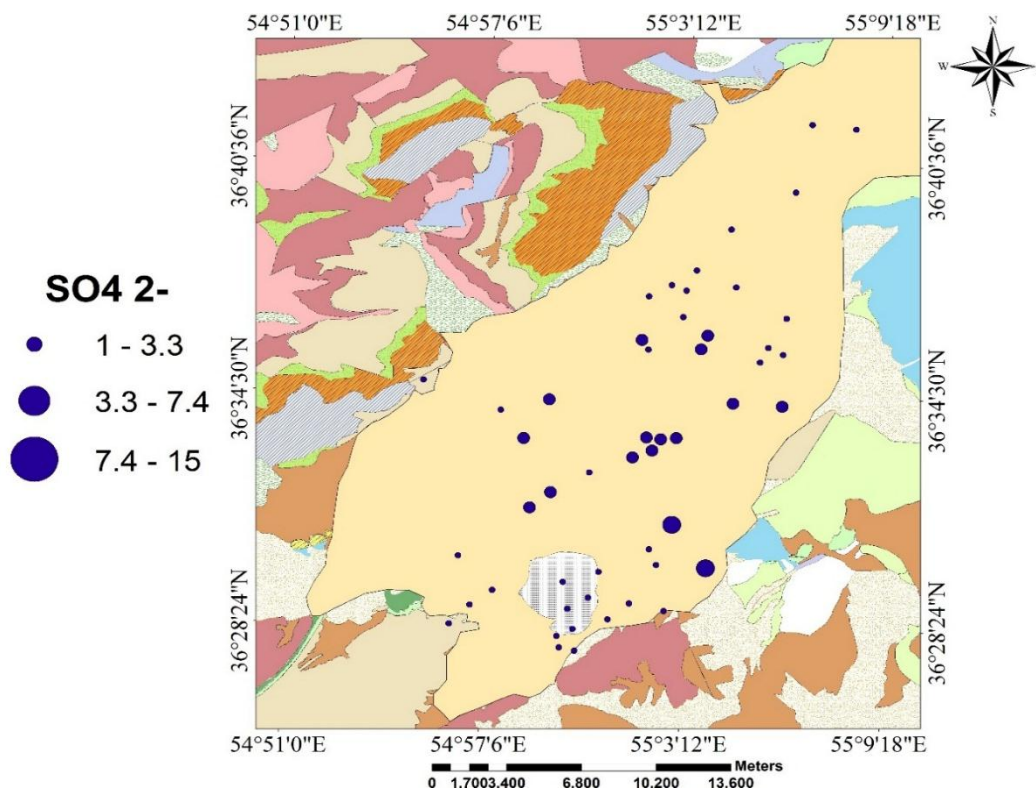 54°51'0"E 54°57'6"E 55°3'12"E 55°9'18"E
N
W E
S
36°40'36"N 36°40'36"N
SO4 2-
1 - 3.3
3.3 - 7.4
7.4 - 15
36°34'30"N 36°34'30"N
36°28'24"N 36°28'24"N
54°51'0"E 54°57'6"E 55°3'12"E 55°9'18"E
Meters
0 1.7003.400 6.800 10.200 13.600